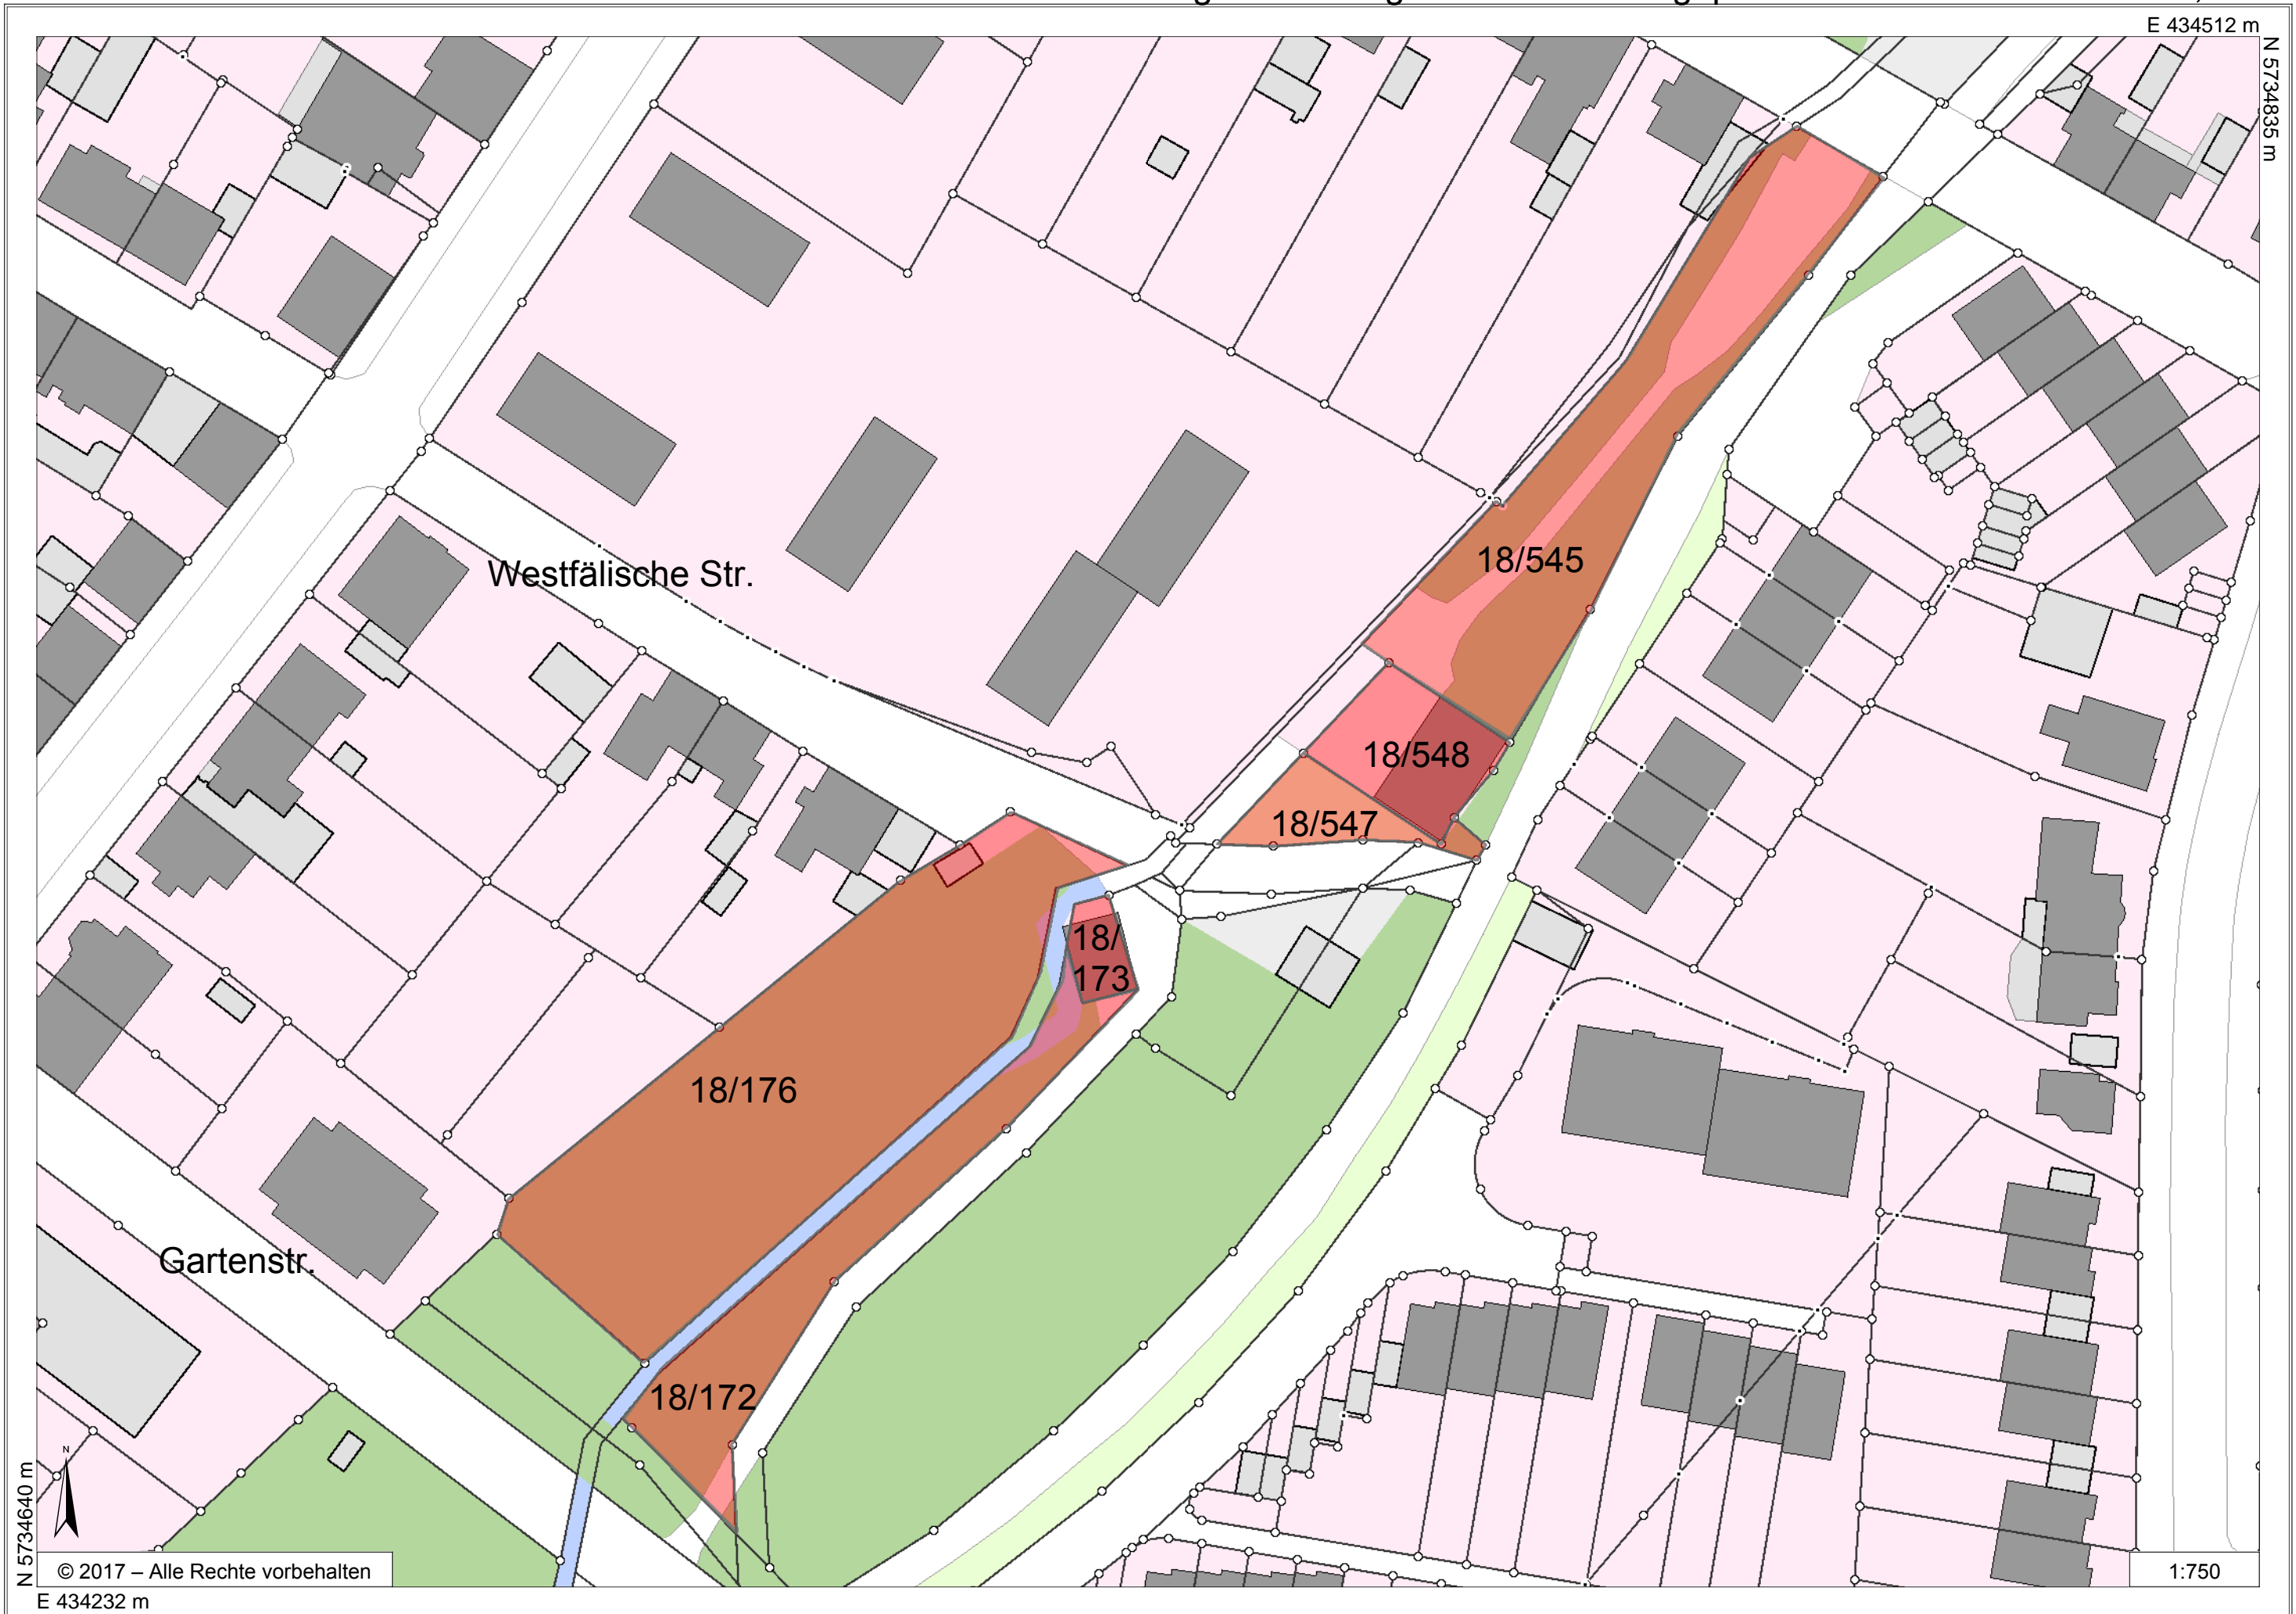 E 434512 m
N 5734835 m
18/545
Westfälische Str.
18/548
18/547
18/
173
18/176
Gartenstr.
18/172
N
N 5734640 m
© 2017 – Alle Rechte vorbehalten
1:750
E 434232 m